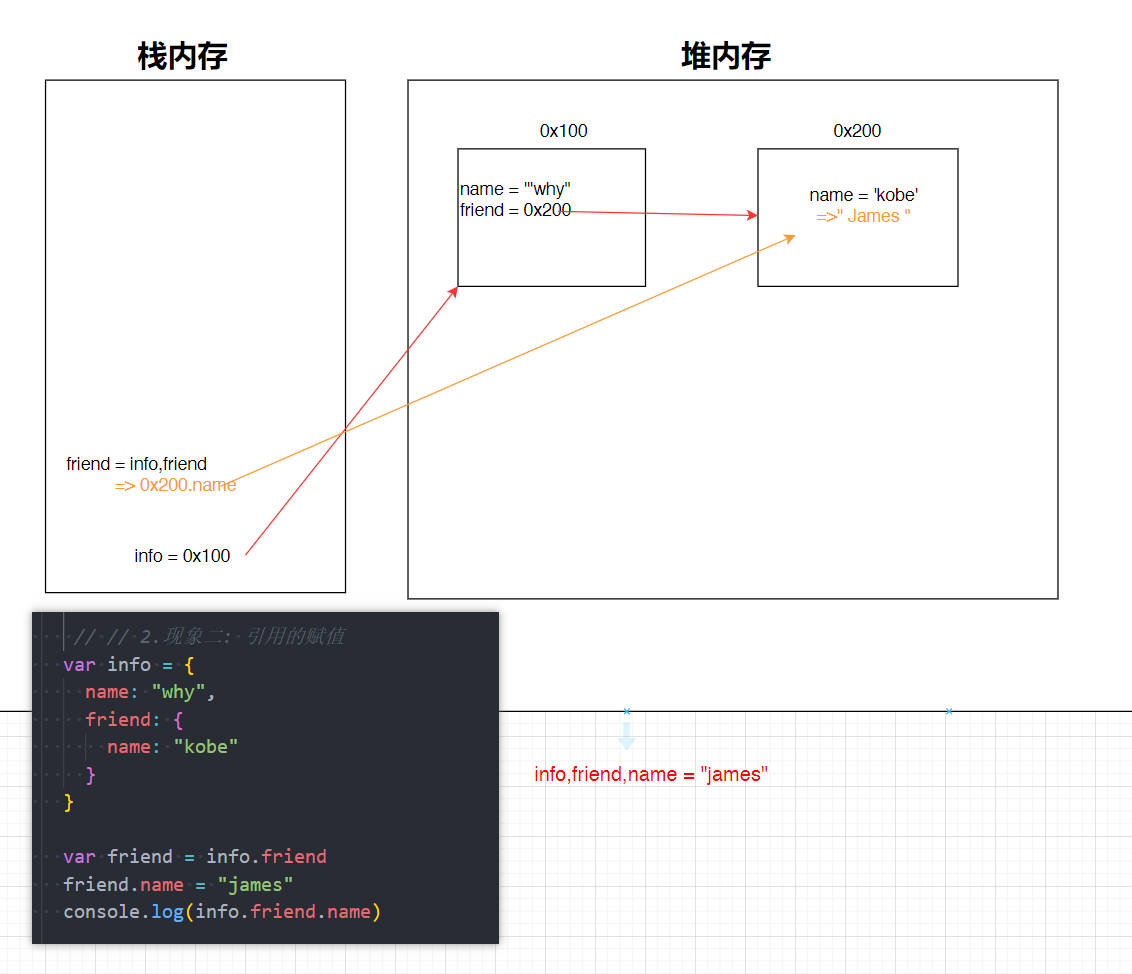 栈内存
堆内存
0x100
0x200
name = '"why"
friend = 0x200
name = 'kobe'
=>" James "
friend = info,friend
=> 0x200.name
info = 0x100
// // 2.现象二: 引用的赋值
var info = {
name: "why",
friend: {
name: "kobe"
}
}
var friend = info.friend
friend.name = "james"
console.log(info.friend.name)
info,friend,name = "james"